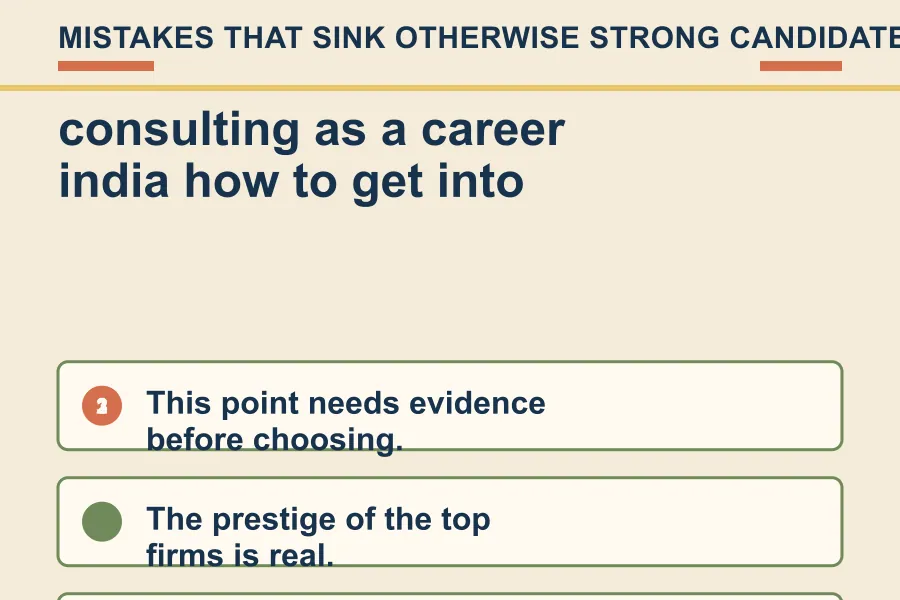 MISTAKES THAT SINK OTHERWISE STRONG CANDIDATE
consulting as a career
india how to get into
This point needs evidence
before choosing.
The prestige of the top
firms is real.